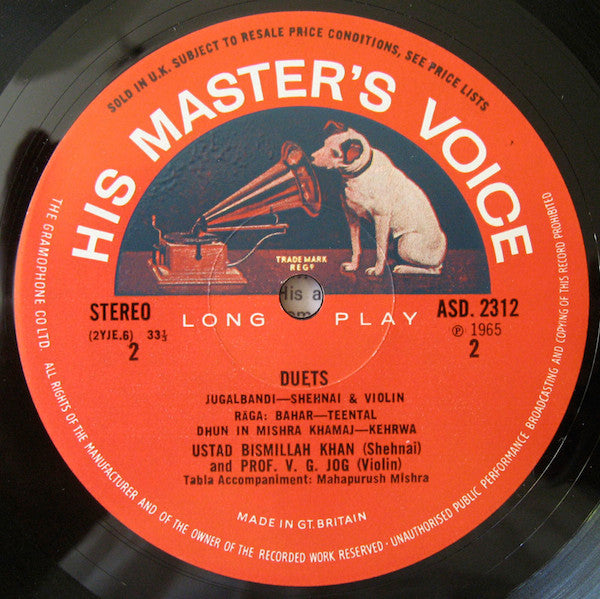 SOLD IN U.K. SUBJECT TO RESALE PRICE CONDITIONS, SEE PRICE LISTS
HIS MASTER'S VOICE
TRADE MARK
REGD
STEREO
(2YJE.6) 33⅓
2
LONG PLAY
ASD. 2312
℗ 1965
2
DUETS
JUGALBANDI—SHEHNAI & VIOLIN
RAGA: BAHAR—TEENTAL
DHUN IN MISHRA KHAMAJ—KEHRWA
USTAD BISMILLAH KHAN (Shehnai)
and PROF. V. G. JOG (Violin)
Tabla Accompaniment: Mahapurush Mishra
MADE IN GT. BRITAIN
THE GRAMOPHONE CO. LTD. ALL RIGHTS OF THE MANUFACTURER AND OF THE OWNER OF THE RECORDED WORK RESERVED · UNAUTHORISED PUBLIC PERFORMANCE BROADCASTING AND COPYING OF THIS RECORD PROHIBITED